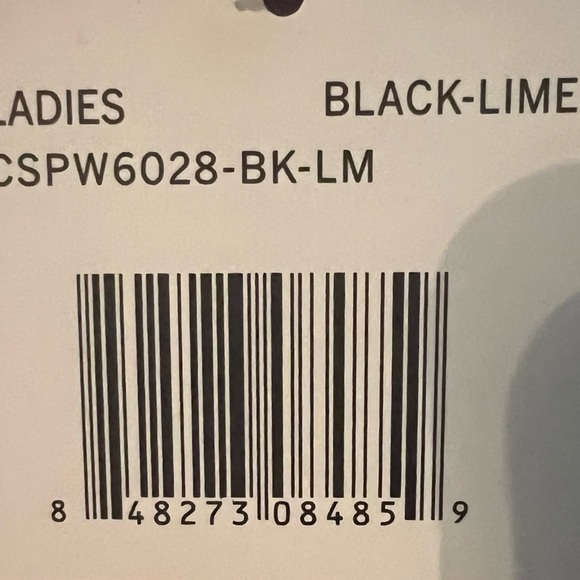 LADIES BLACK-LIME
CSPW6028-BK-LM
8 48273 08485 9